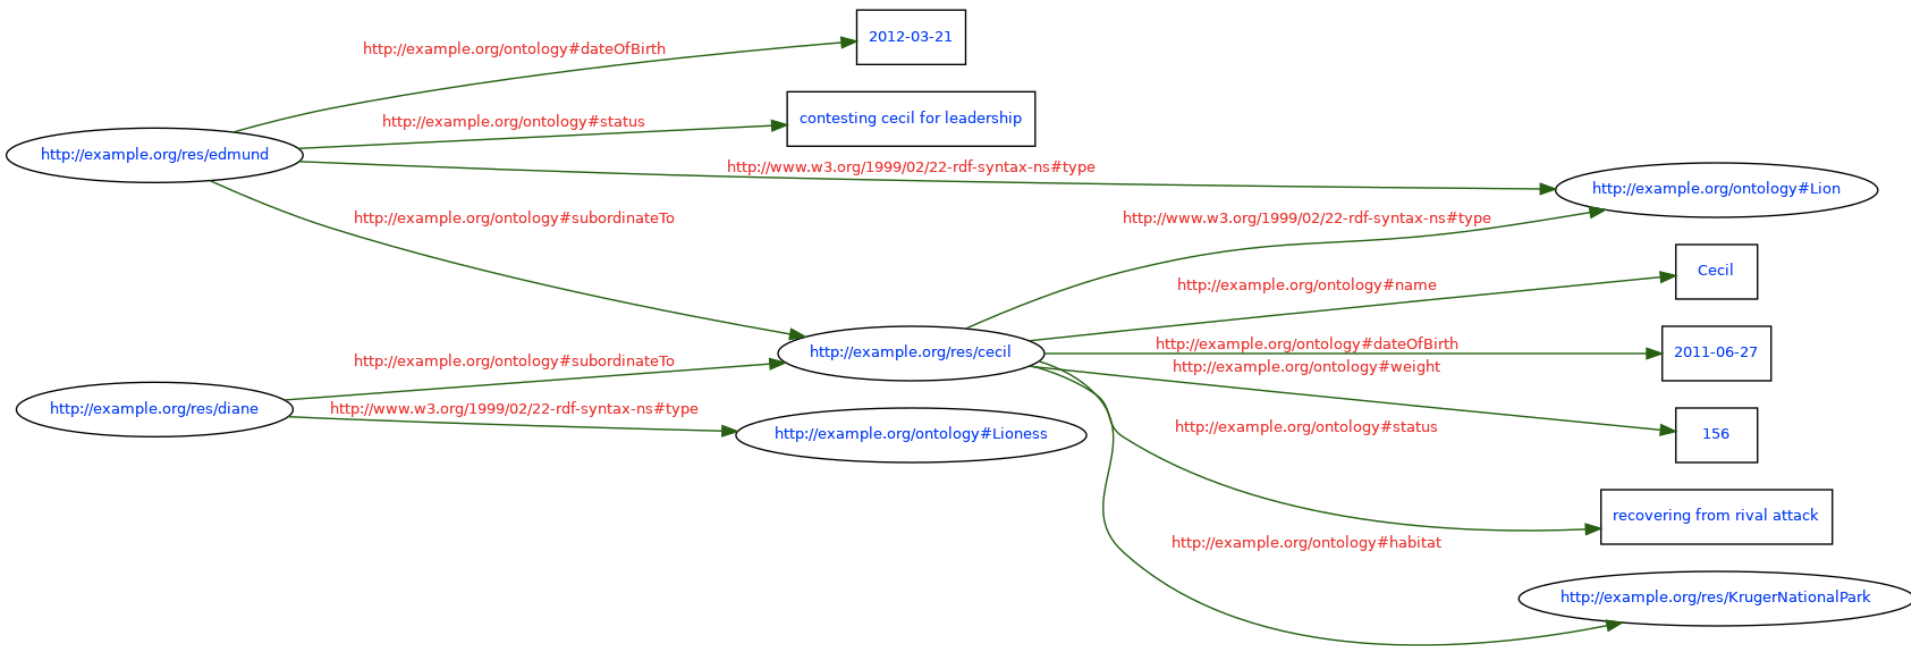 http://example.org/ontology#dateOfBirth
2012-03-21
http://example.org/ontology#status
contesting cecil for leadership
http://example.org/res/edmund
http://www.w3.org/1999/02/22-rdf-syntax-ns#type
http://example.org/ontology#Lion
http://example.org/ontology#subordinateTo
http://www.w3.org/1999/02/22-rdf-syntax-ns#type
Cecil
http://example.org/ontology#name
http://example.org/ontology#dateOfBirth
2011-06-27
http://example.org/res/cecil
http://example.org/ontology#subordinateTo
http://example.org/ontology#weight
http://example.org/res/diane
http://www.w3.org/1999/02/22-rdf-syntax-ns#type
http://example.org/ontology#Lioness
http://example.org/ontology#status
156
recovering from rival attack
http://example.org/ontology#habitat
http://example.org/res/KrugerNationalPark